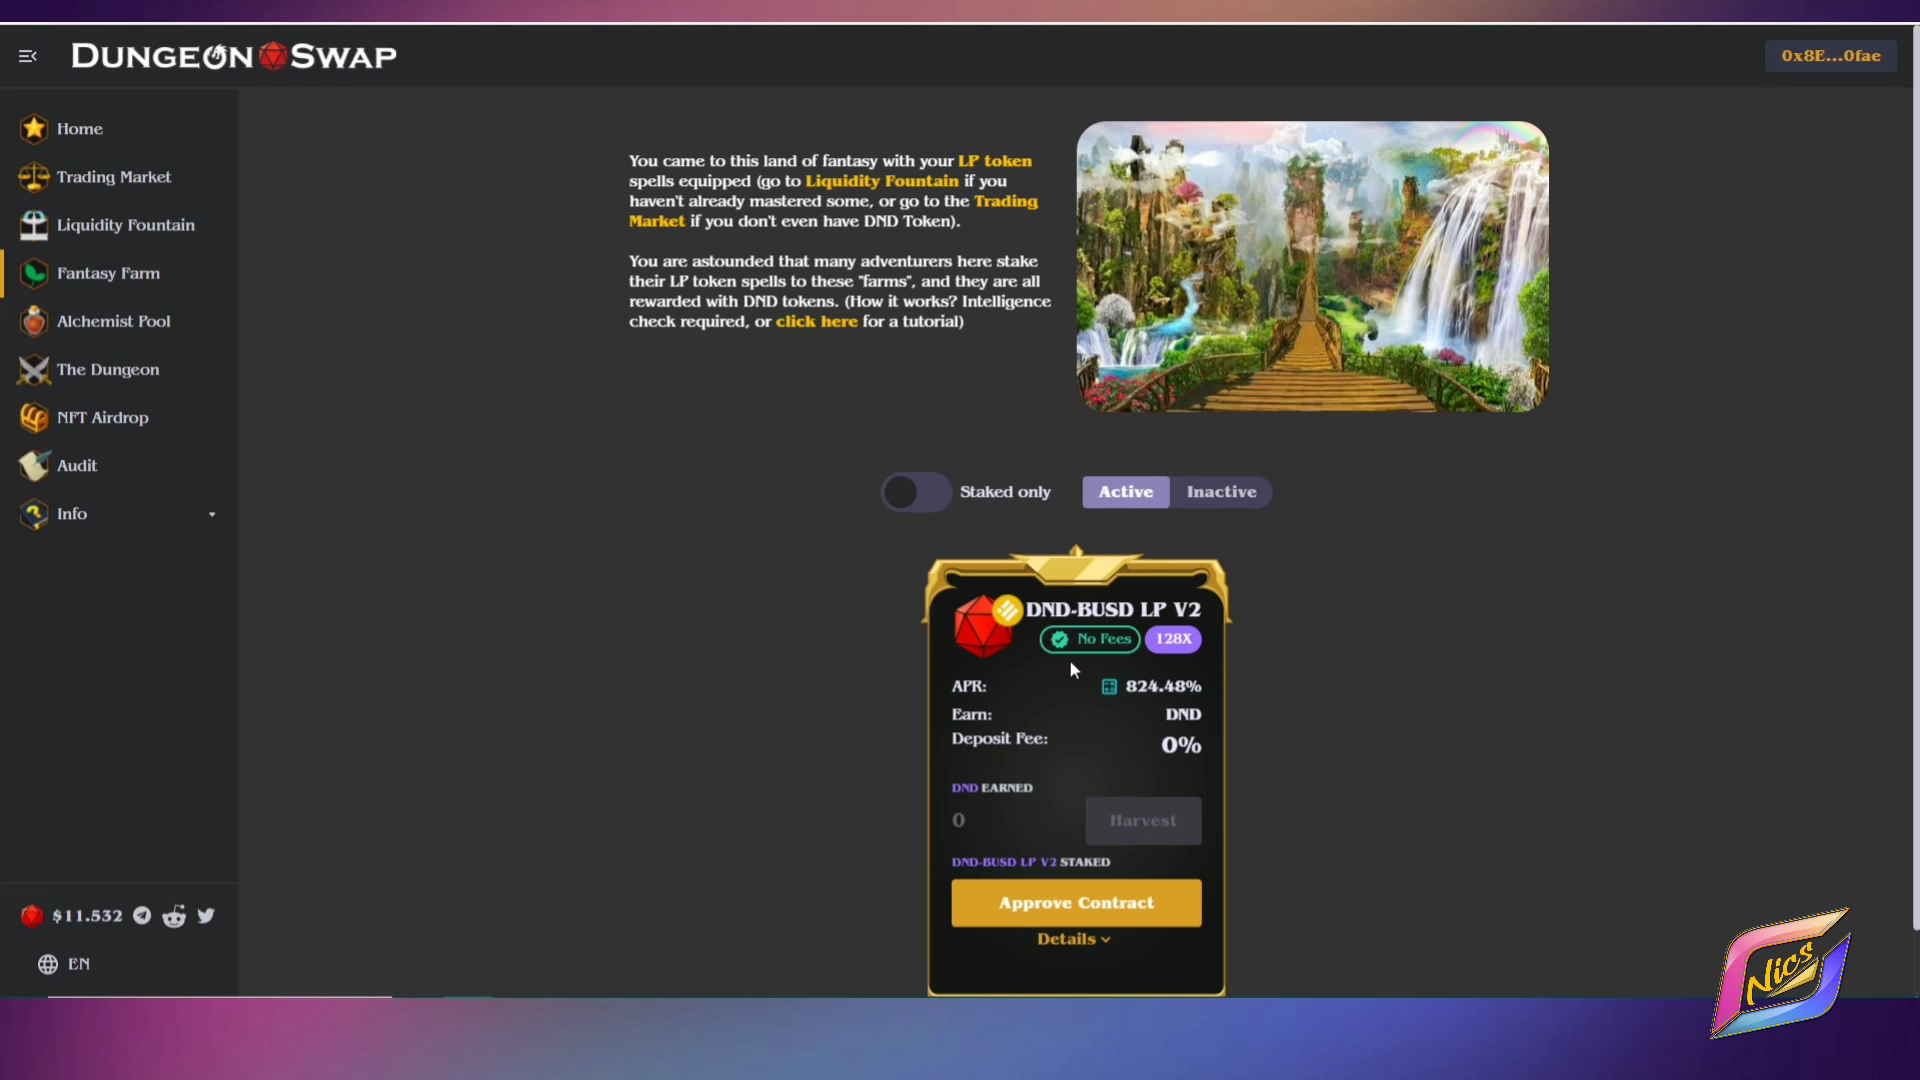 DUNGEON SWAP
0x8E...0fae
Home
Trading Market
Liquidity Fountain
Fantasy Farm
Alchemist Pool
The Dungeon
NFT Airdrop
Audit
Info
$11.532
EN
You came to this land of fantasy with your LP token
spells equipped (go to Liquidity Fountain if you
haven't already mastered some, or go to the Trading
Market if you don't even have DND Token).
You are astounded that many adventurers here stake
their LP token spells to these "farms", and they are all
rewarded with DND tokens. (How it works? Intelligence
check required, or click here for a tutorial)
Staked only
Active
Inactive
DND-BUSD LP V2
No Fees
128X
APR:
824.48%
Earn:
DND
Deposit Fee:
0%
DND EARNED
0
Harvest
DND-BUSD LP V2 STAKED
Approve Contract
Details
Nics